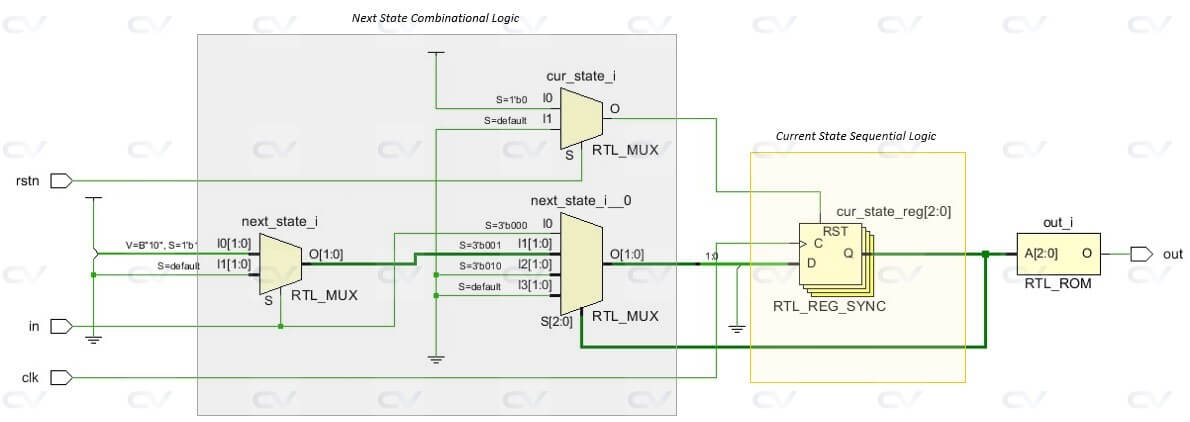 Next State Combinational Logic
cur_state_i
S=1'b0 I0
O
S=default I1
S
RTL_MUX
Current State Sequential Logic
rstn
next_state_i
next_state_i__0
cur_state_reg[2:0]
S=3'b000 I0
V=B"10", S=1'b'
I0[1:0]
O[1:0]
S=3'b001 I1[1:0]
O[1:0]
1:0
RST
C
out_i
S=default I1[1:0]
S=3'b010 I2[1:0]
D
Q
A[2:0] O
out
S
RTL_MUX
S=default I3[1:0]
RTL_ROM
RTL_REG_SYNC
in
S[2:0]
RTL_MUX
clk
CV